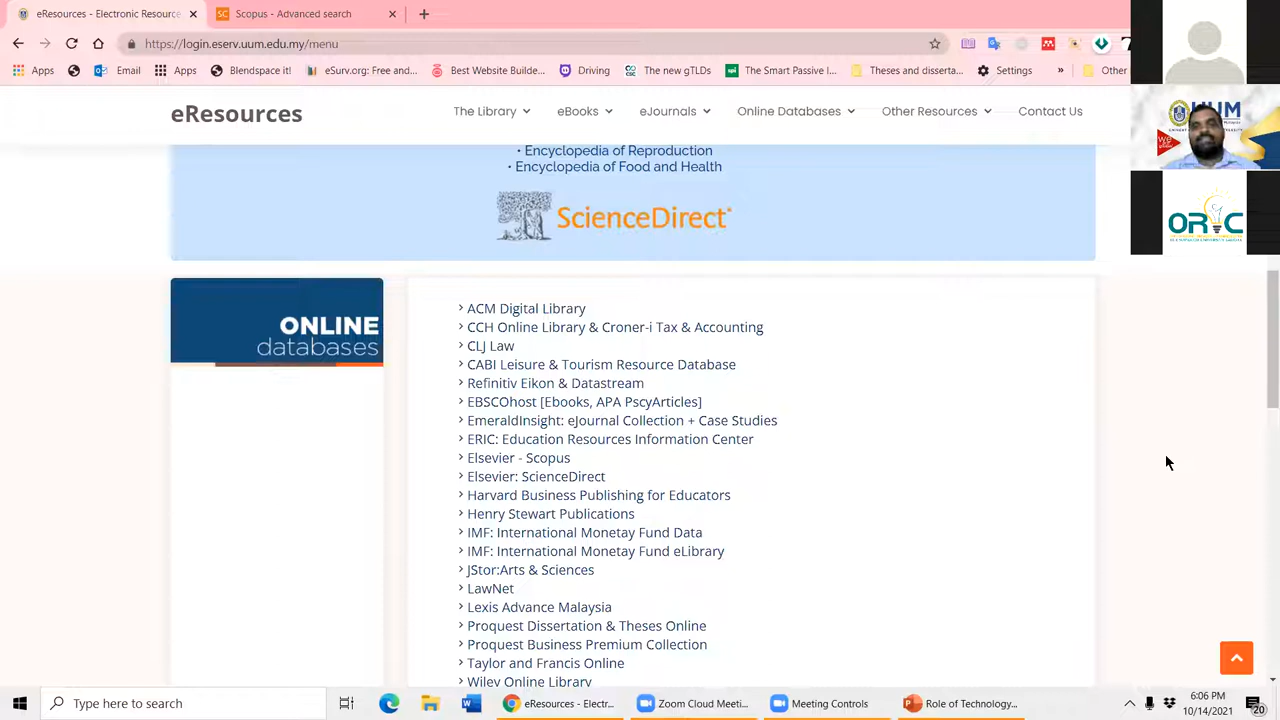 eResources - Electronic Resourc
Scopus - Advanced search
https://login.eserv.uum.edu.my/menu
Apps
Email
Apps
Blendspace it!
eSurv.org: Free and...
Best Website Builde...
Driving
The new gTLDs
The Smart Passive I...
Theses and disserta...
Settings
»
Other
eResources
The Library
eBooks
eJournals
Online Databases
Other Resources
Contact Us
• Encyclopedia of Reproduction
• Encyclopedia of Food and Health
ScienceDirect
ONLINE
databases
ACM Digital Library
CCH Online Library & Croner-i Tax & Accounting
CLJ Law
CABI Leisure & Tourism Resource Database
Refinitiv Eikon & Datastream
EBSCOhost [Ebooks, APA PscyArticles]
EmeraldInsight: eJournal Collection + Case Studies
ERIC: Education Resources Information Center
Elsevier - Scopus
Elsevier: ScienceDirect
Harvard Business Publishing for Educators
Henry Stewart Publications
IMF: International Monetay Fund Data
IMF: International Monetay Fund eLibrary
JStor:Arts & Sciences
LawNet
Lexis Advance Malaysia
Proquest Dissertation & Theses Online
Proquest Business Premium Collection
Taylor and Francis Online
Wiley Online Library
UUM
ORIC
Type here to search
eResources - Electr...
Zoom Cloud Meeti...
Meeting Controls
Role of Technology...
6:06 PM
10/14/2021
20